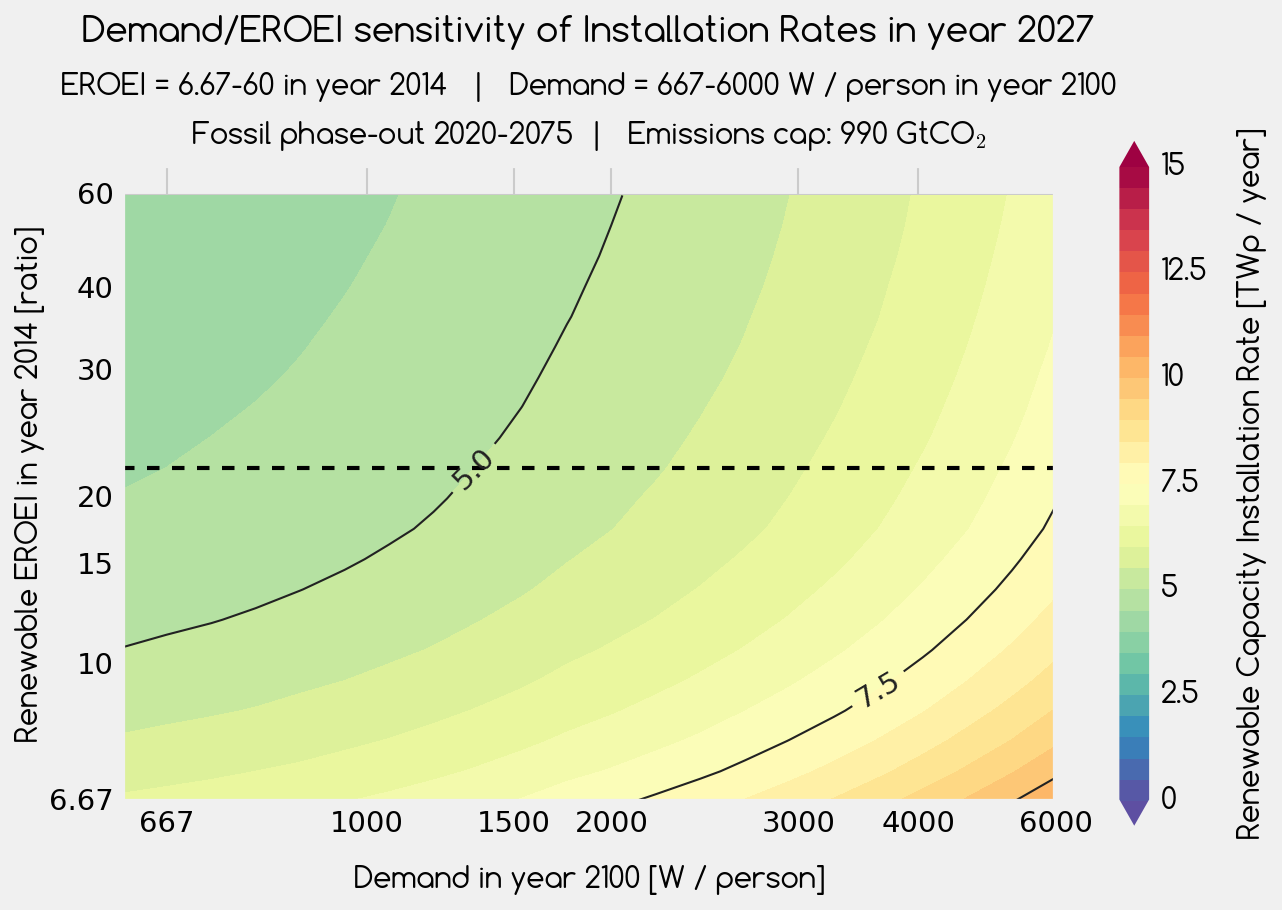 Demand/EROEI sensitivity of Installation Rates in year 2027
EROEI = 6.67-60 in year 2014 | Demand = 667-6000 W / person in year 2100
Fossil phase-out 2020-2075 | Emissions cap: 990 GtCO₂
Renewable EROEI in year 2014 [ratio]
60
40
30
20
15
10
6.67
5.0
7.5
667 1000 1500 2000 3000 4000 6000
Demand in year 2100 [W / person]
15
12.5
10
7.5
5
2.5
0
Renewable Capacity Installation Rate [TWp / year]